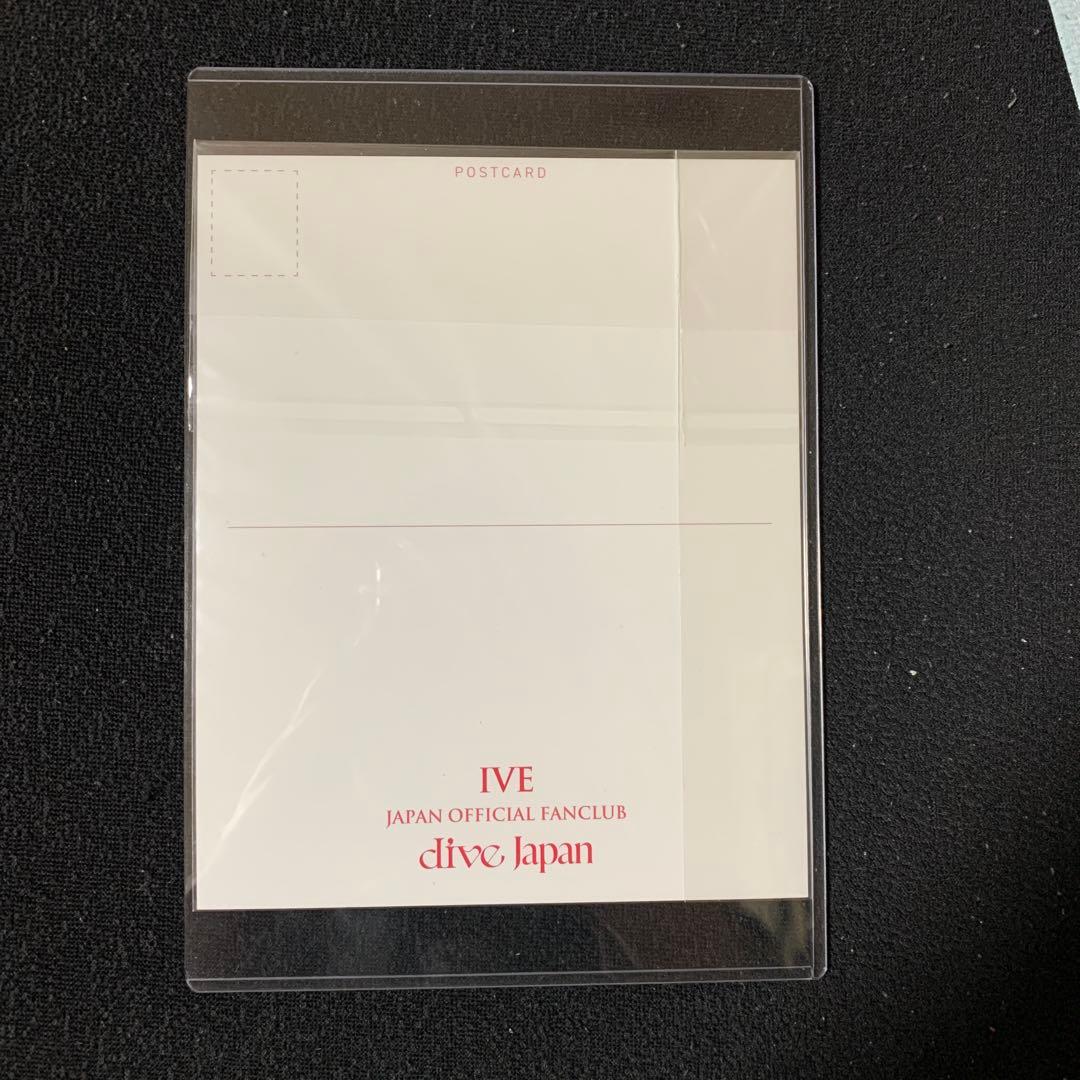 POSTCARD
IVE
JAPAN OFFICIAL FANCLUB
dive Japan